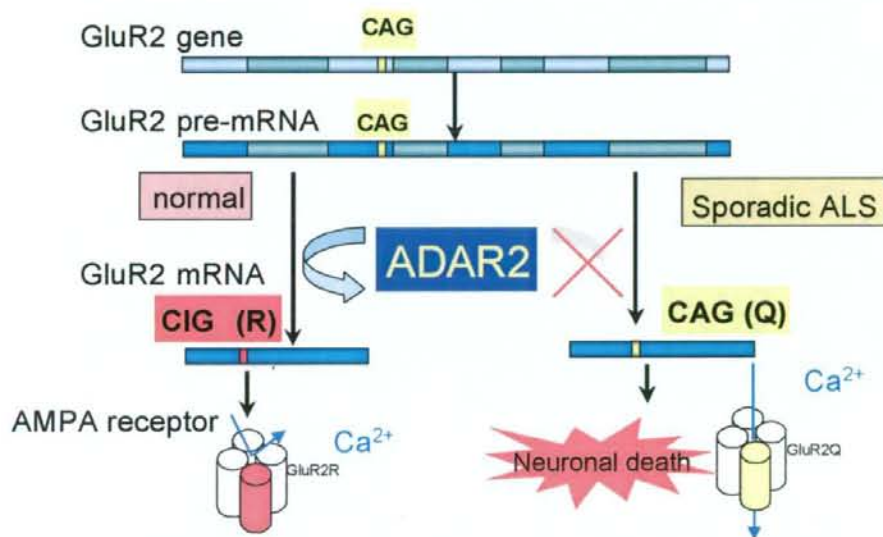 GluR2 gene
CAG
GluR2 pre-mRNA
CAG
normal
Sporadic ALS
ADAR2
GluR2 mRNA
CIG (R)
CAG (Q)
Ca2+
AMPA receptor
Ca2+
GluR2R
Neuronal death
GluR2Q